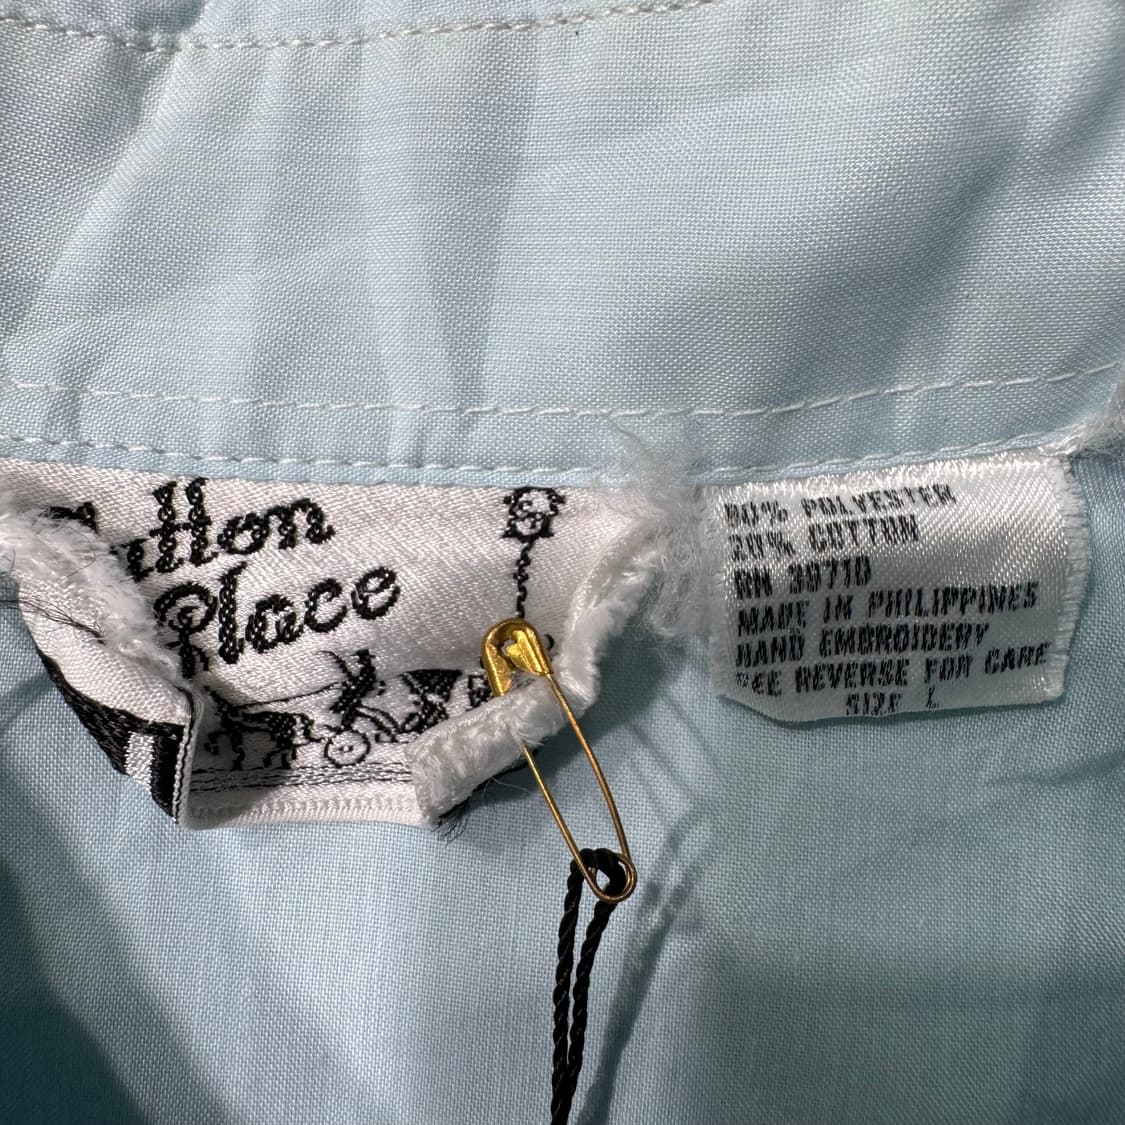 utton
Place
80% POLYESTER
20% COTTON
RN 39710
MADE IN PHILIPPINES
HAND EMBROIDERY
SEE REVERSE FOR CARE
SIZE L